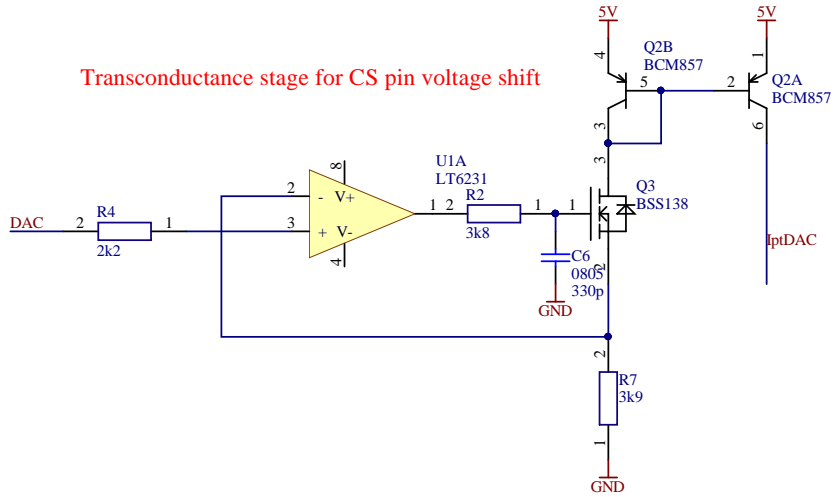 5V
5V
4
Q2B
BCM857
1
Q2A
BCM857
Transconductance stage for CS pin voltage shift
5
2
3
6
8
U1A
LT6231
3
Q3
BSS138
2
- V+
1
2
R2
3k8
1
1
DAC
2
R4
2k2
1
3
+ V-
4
C6
0805
330p
2
IptDAC
GND
2
R7
3k9
1
GND